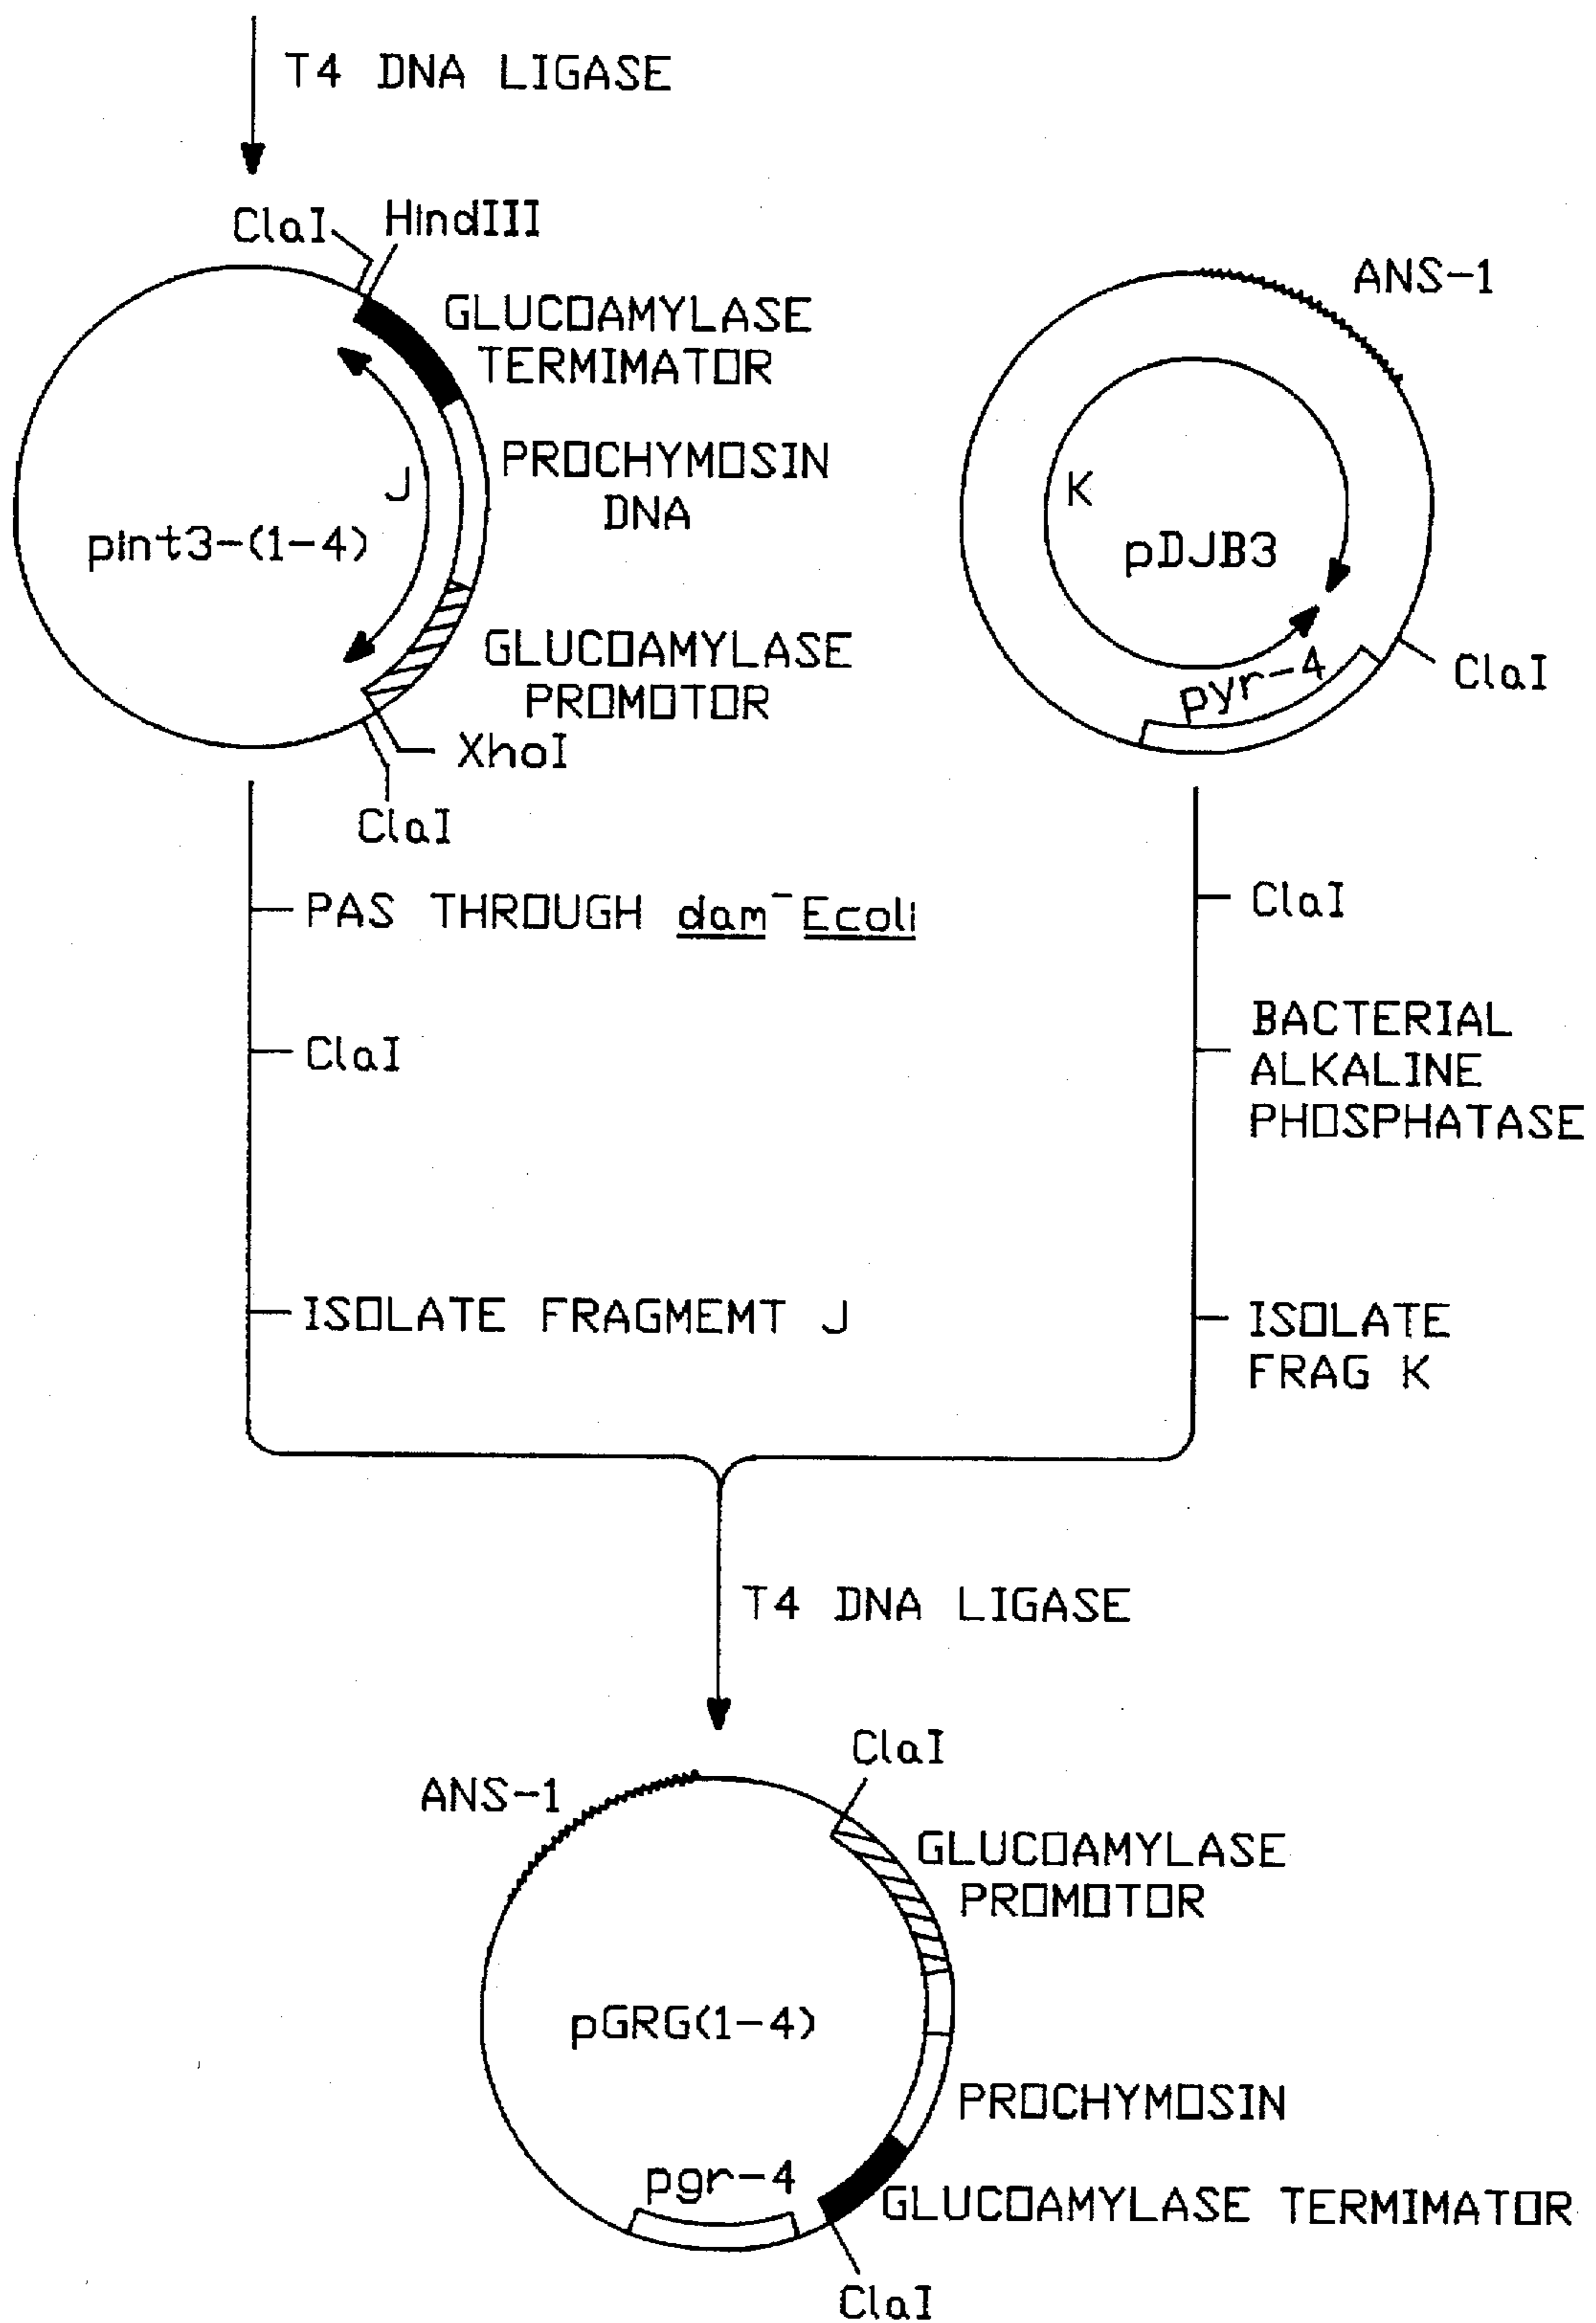 T4 DNA LIGASE
ClaI
HindIII
GLUCOAMYLASE
TERMIMATOR
PROCHYMOSIN
DNA
J
pInt3-(1-4)
GLUCOAMYLASE
PROMOTOR
XhoI
ClaI
ANS-1
K
pDJB3
pyr-4
ClaI
PAS THROUGH dam⁻ Ecoli
ClaI
ISOLATE FRAGMEMT J
ClaI
BACTERIAL
ALKALINE
PHOSPHATASE
ISOLATE
FRAG K
T4 DNA LIGASE
ClaI
ANS-1
GLUCOAMYLASE
PROMOTOR
pGRG(1-4)
PROCHYMOSIN
pgr-4
GLUCOAMYLASE TERMIMATOR
ClaI